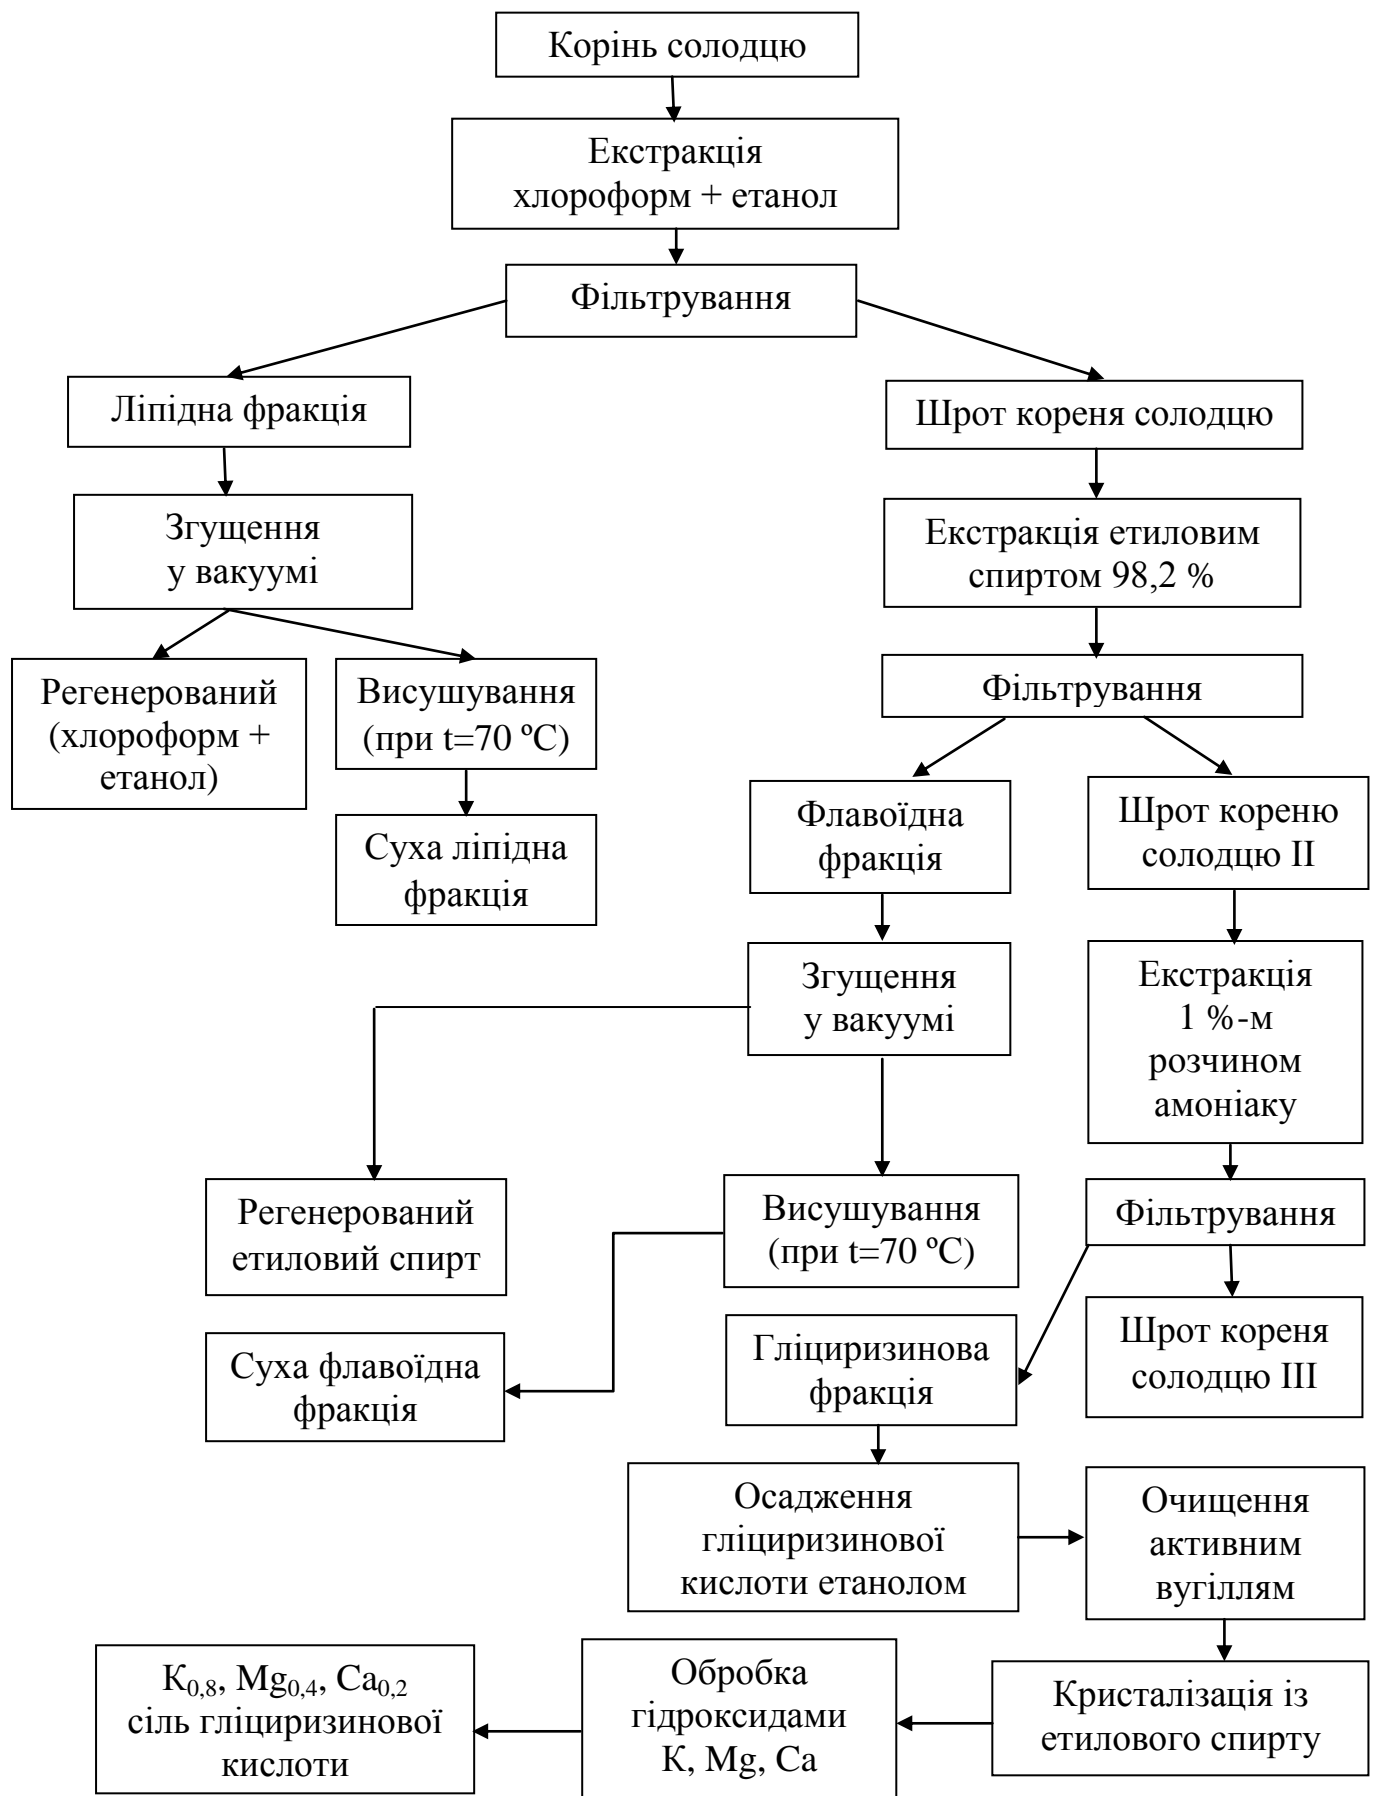 Корінь солодцю
Екстракція
хлороформ + етанол
Фільтрування
Ліпідна фракція
Шрот кореня солодцю
Згущення
у вакуумі
Екстракція етиловим
спиртом 98,2 %
Регенерований
(хлороформ +
етанол)
Висушування
(при t=70 ºС)
Фільтрування
Суха ліпідна
фракція
Флавоїдна
фракція
Шрот кореню
солодцю II
Згущення
у вакуумі
Екстракція
1 %-м
розчином
амоніаку
Регенерований
етиловий спирт
Висушування
(при t=70 ºС)
Фільтрування
Суха флавоїдна
фракція
Гліциризинова
фракція
Шрот кореня
солодцю III
Осадження
гліциризинової
кислоти етанолом
Очищення
активним
вугіллям
К0,8, Mg0,4, Ca0,2
сіль гліциризинової
кислоти
Обробка
гідроксидами
К, Mg, Ca
Кристалізація із
етилового спирту